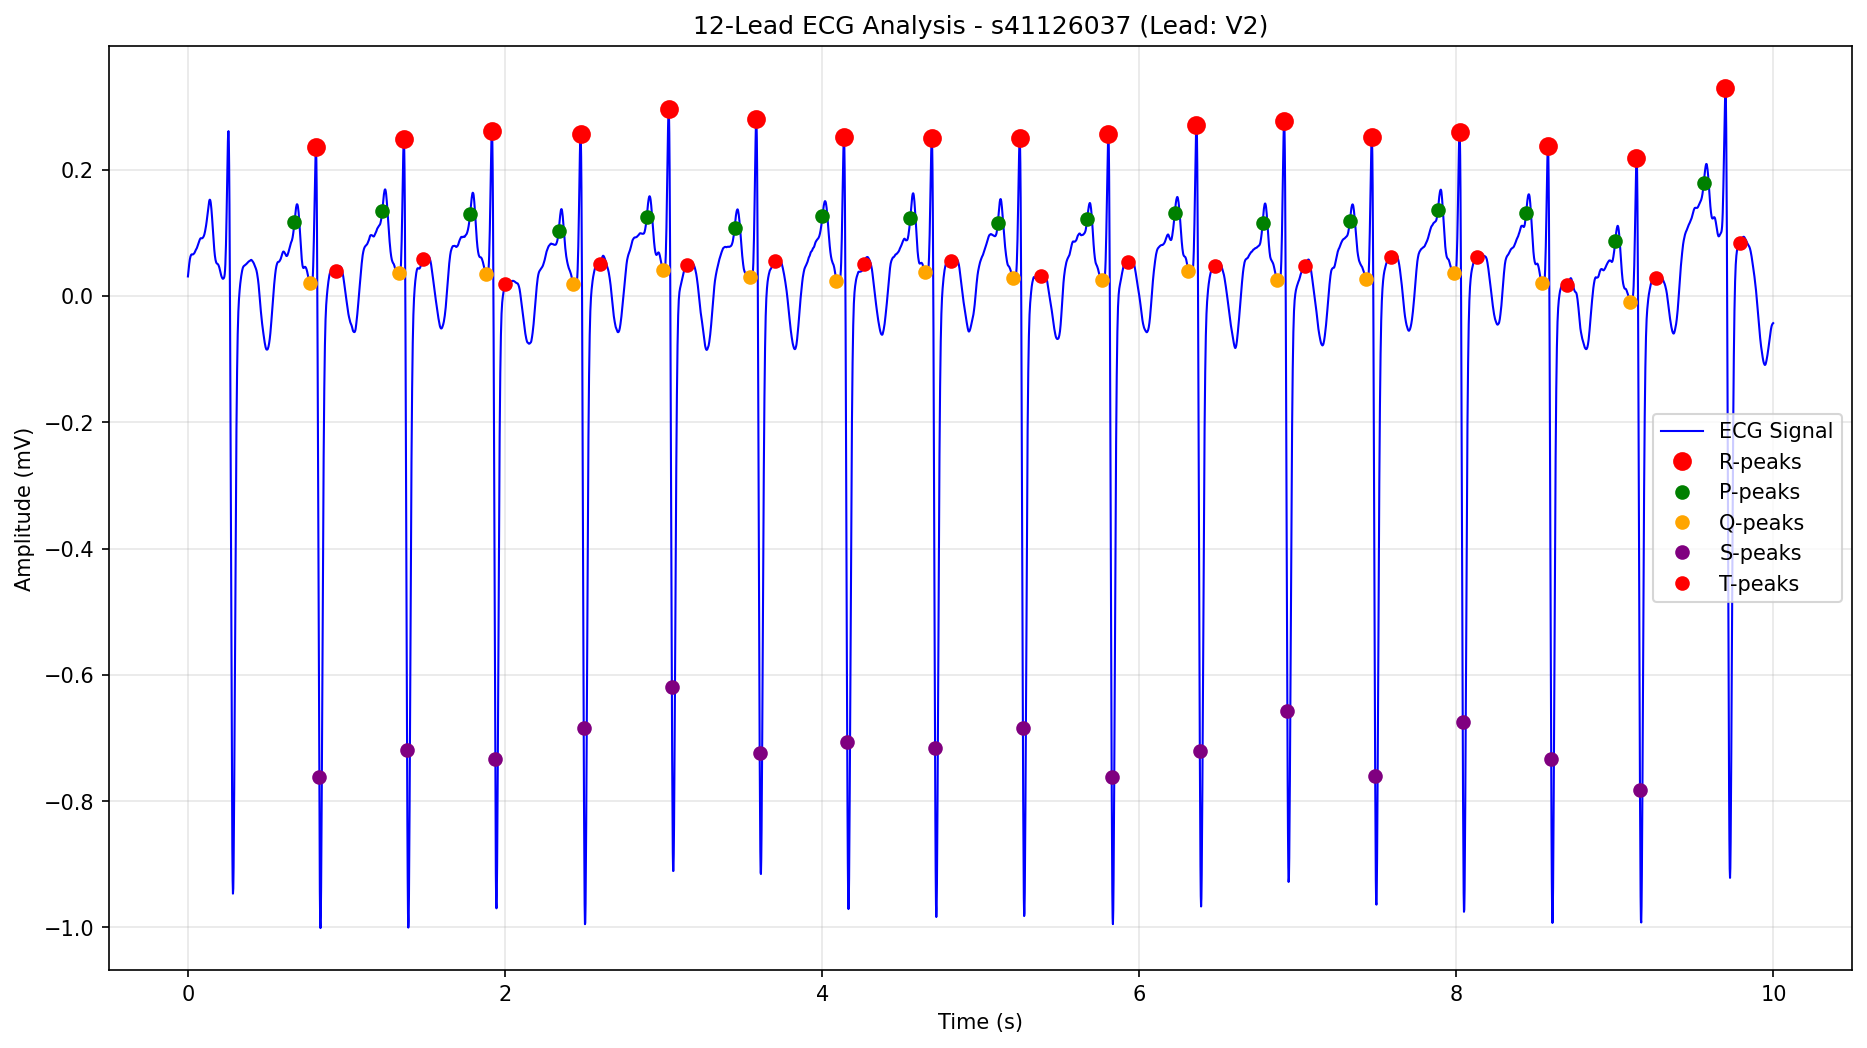 12-Lead ECG Analysis - s41126037 (Lead: V2)
Amplitude (mV)
0.2
0.0
−0.2
−0.4
−0.6
−0.8
−1.0
ECG Signal
R-peaks
P-peaks
Q-peaks
S-peaks
T-peaks
0 2 4 6 8 10
Time (s)